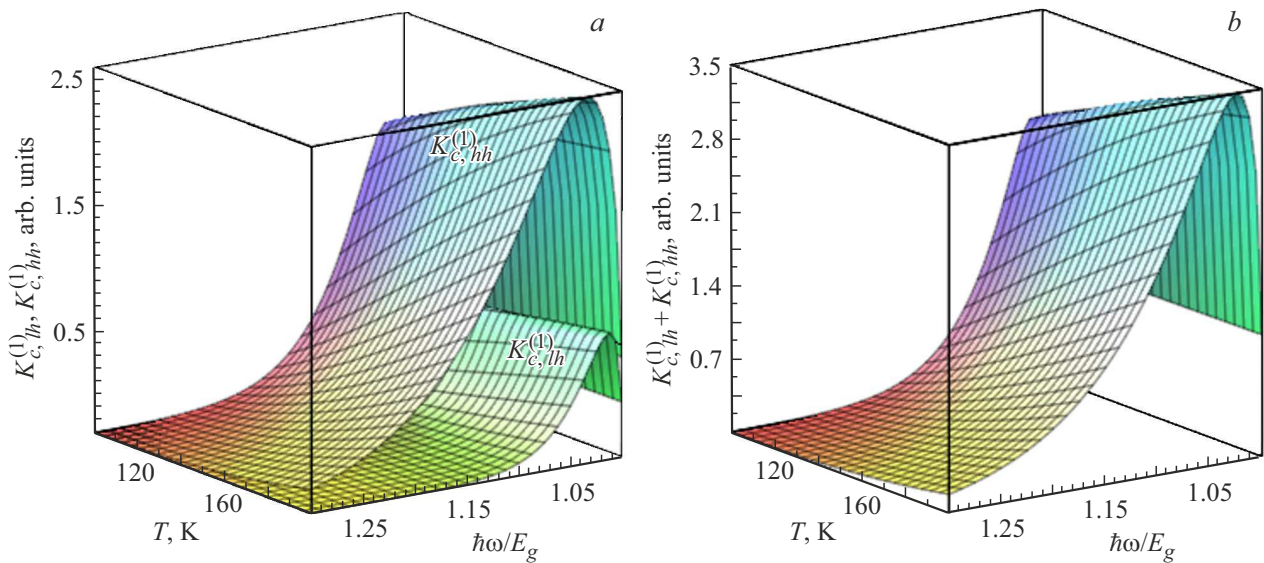 a
2.5
1.5
0.5
K_{c, lh}^{(1)}, K_{c, hh}^{(1)}, arb. units
K_{c, hh}^{(1)}
K_{c, lh}^{(1)}
120
160
T, K
1.25
1.15
1.05
ħω/E_g
b
3.5
2.8
2.1
1.4
0.7
K_{c, lh}^{(1)} + K_{c, hh}^{(1)}, arb. units
120
160
T, K
1.25
1.15
1.05
ħω/E_g